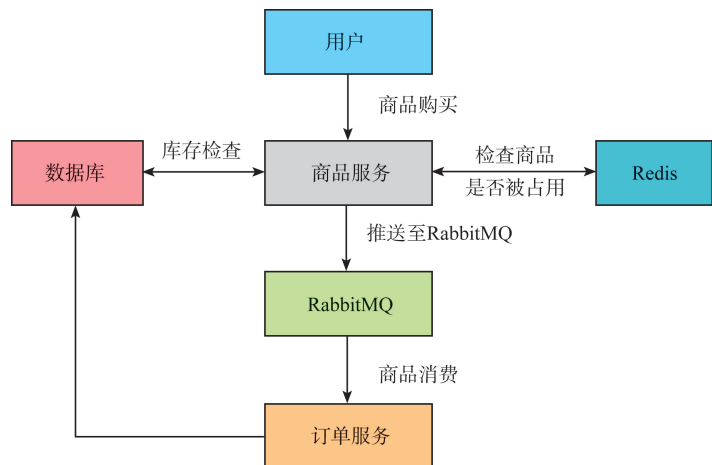 用户
商品购买
数据库
库存检查
商品服务
检查商品
是否被占用
Redis
推送至RabbitMQ
RabbitMQ
商品消费
订单服务